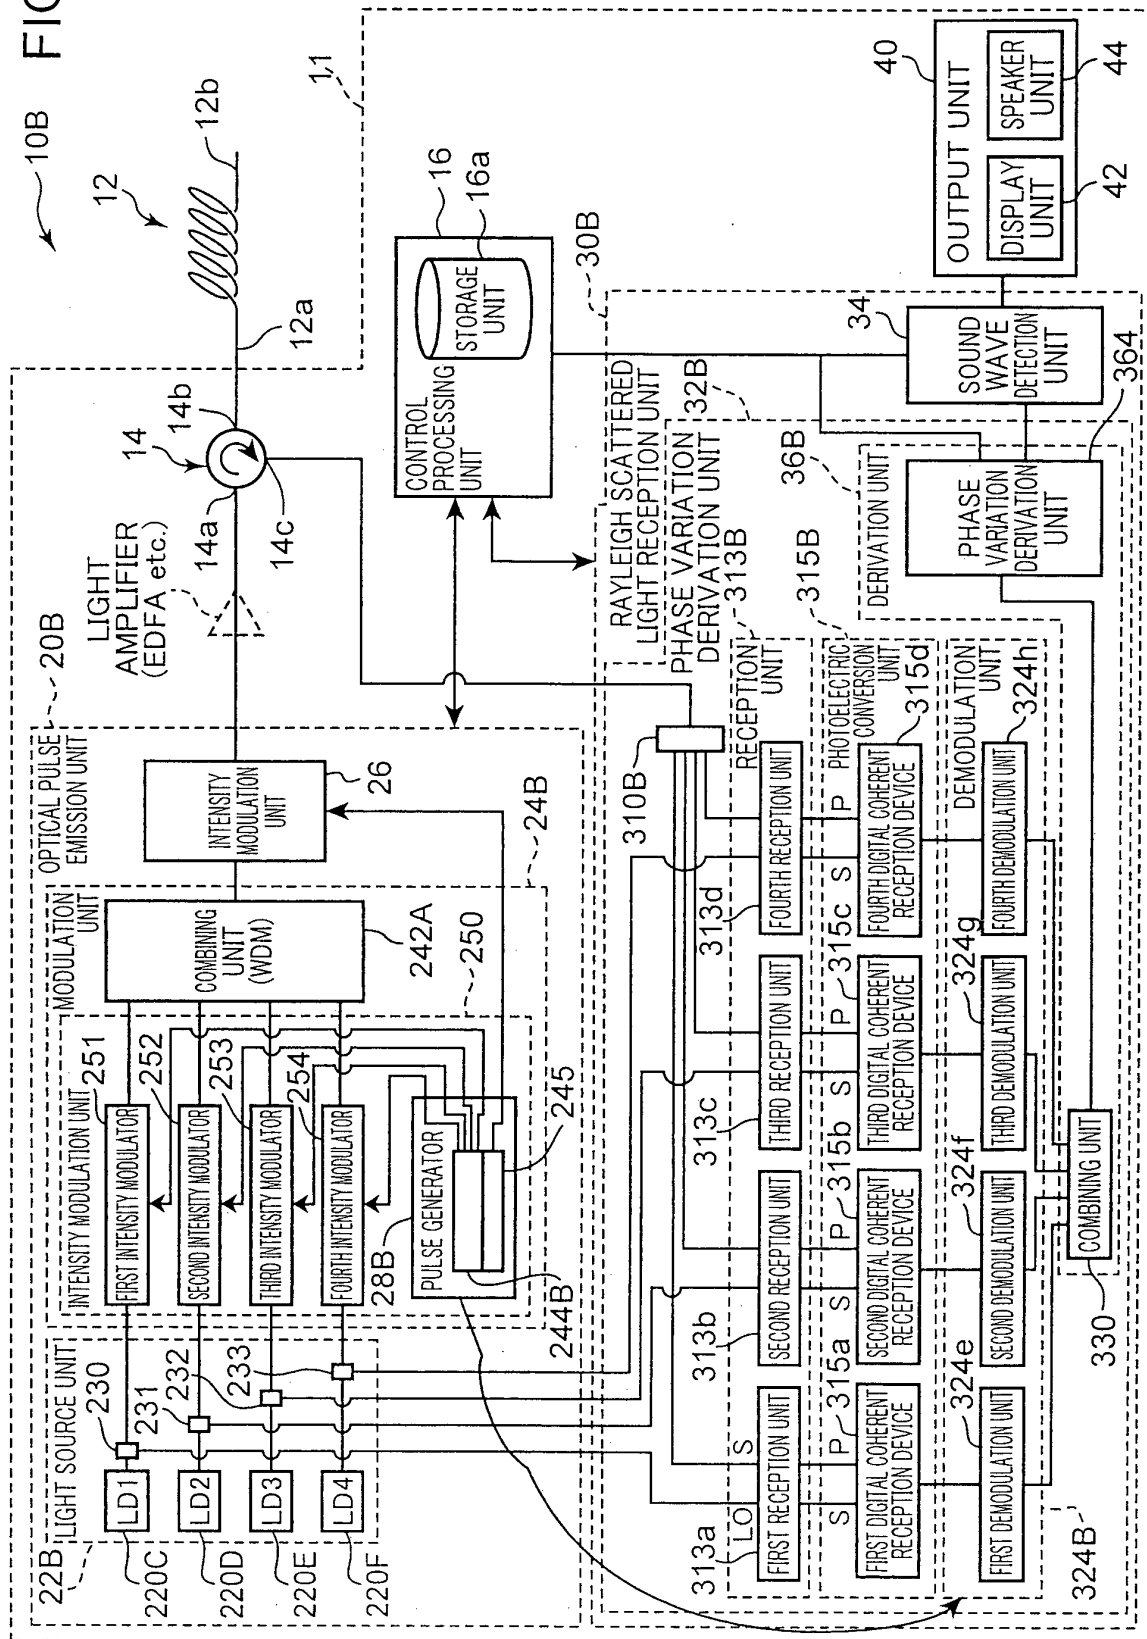 FIG
10B
11
12
12b
12a
14
14b
14a
14c
LIGHT
AMPLIFIER
(EDFA etc.)
20B
OPTICAL PULSE
EMISSION UNIT
INTENSITY
MODULATION
UNIT
26
24B
MODULATION
UNIT
COMBINING
UNIT
(WDM)
242A
250
INTENSITY MODULATION UNIT
FIRST INTENSITY MODULATOR
251
SECOND INTENSITY MODULATOR
252
THIRD INTENSITY MODULATOR
253
FOURTH INTENSITY MODULATOR
254
PULSE GENERATOR
28B
244B
245
LIGHT SOURCE UNIT
22B
230
231
232
233
LD1
LD2
LD3
LD4
220C
220D
220E
220F
CONTROL
PROCESSING
UNIT
STORAGE
UNIT
16
16a
30B
RAYLEIGH SCATTERED
LIGHT RECEPTION UNIT
32B
PHASE VARIATION
DERIVATION UNIT
310B
313B
RECEPTION
UNIT
LO
S
FIRST RECEPTION UNIT
313a
SECOND RECEPTION UNIT
313b
THIRD RECEPTION UNIT
313c
FOURTH RECEPTION UNIT
313d
315B
PHOTOELECTRIC
CONVERSION
UNIT
S
P
315a
FIRST DIGITAL COHERENT
RECEPTION DEVICE
S
P
315b
SECOND DIGITAL COHERENT
RECEPTION DEVICE
S
P
315c
THIRD DIGITAL COHERENT
RECEPTION DEVICE
S
P
315d
FOURTH DIGITAL COHERENT
RECEPTION DEVICE
DEMODULATION
UNIT
324e
FIRST DEMODULATION UNIT
324f
SECOND DEMODULATION UNIT
324g
THIRD DEMODULATION UNIT
324h
FOURTH DEMODULATION UNIT
324B
COMBINING UNIT
330
36B
DERIVATION UNIT
PHASE
VARIATION
DERIVATION
UNIT
364
34
SOUND
WAVE
DETECTION
UNIT
40
OUTPUT UNIT
DISPLAY
UNIT
42
SPEAKER
UNIT
44